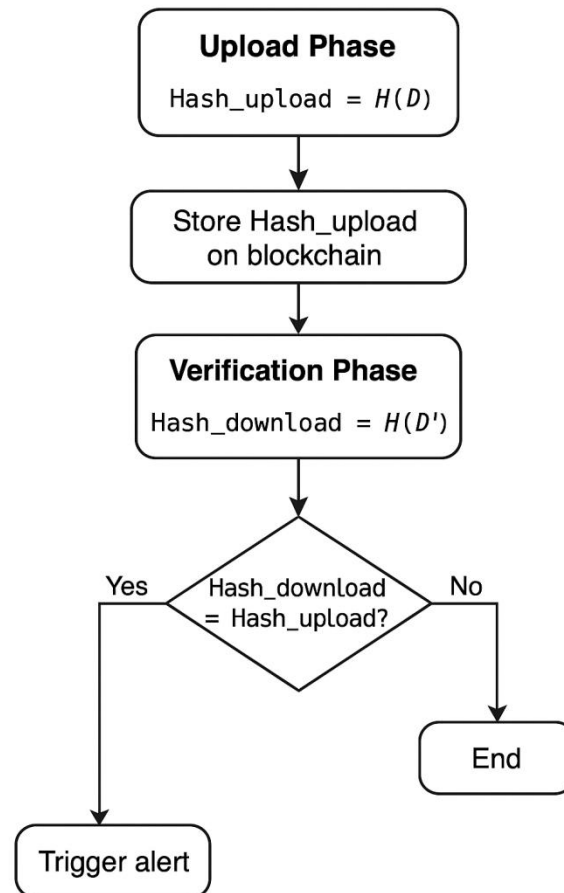 Upload Phase
Hash_upload = H(D)
Store Hash_upload
on blockchain
Verification Phase
Hash_download = H(D')
Hash_download
= Hash_upload?
Yes
No
End
Trigger alert